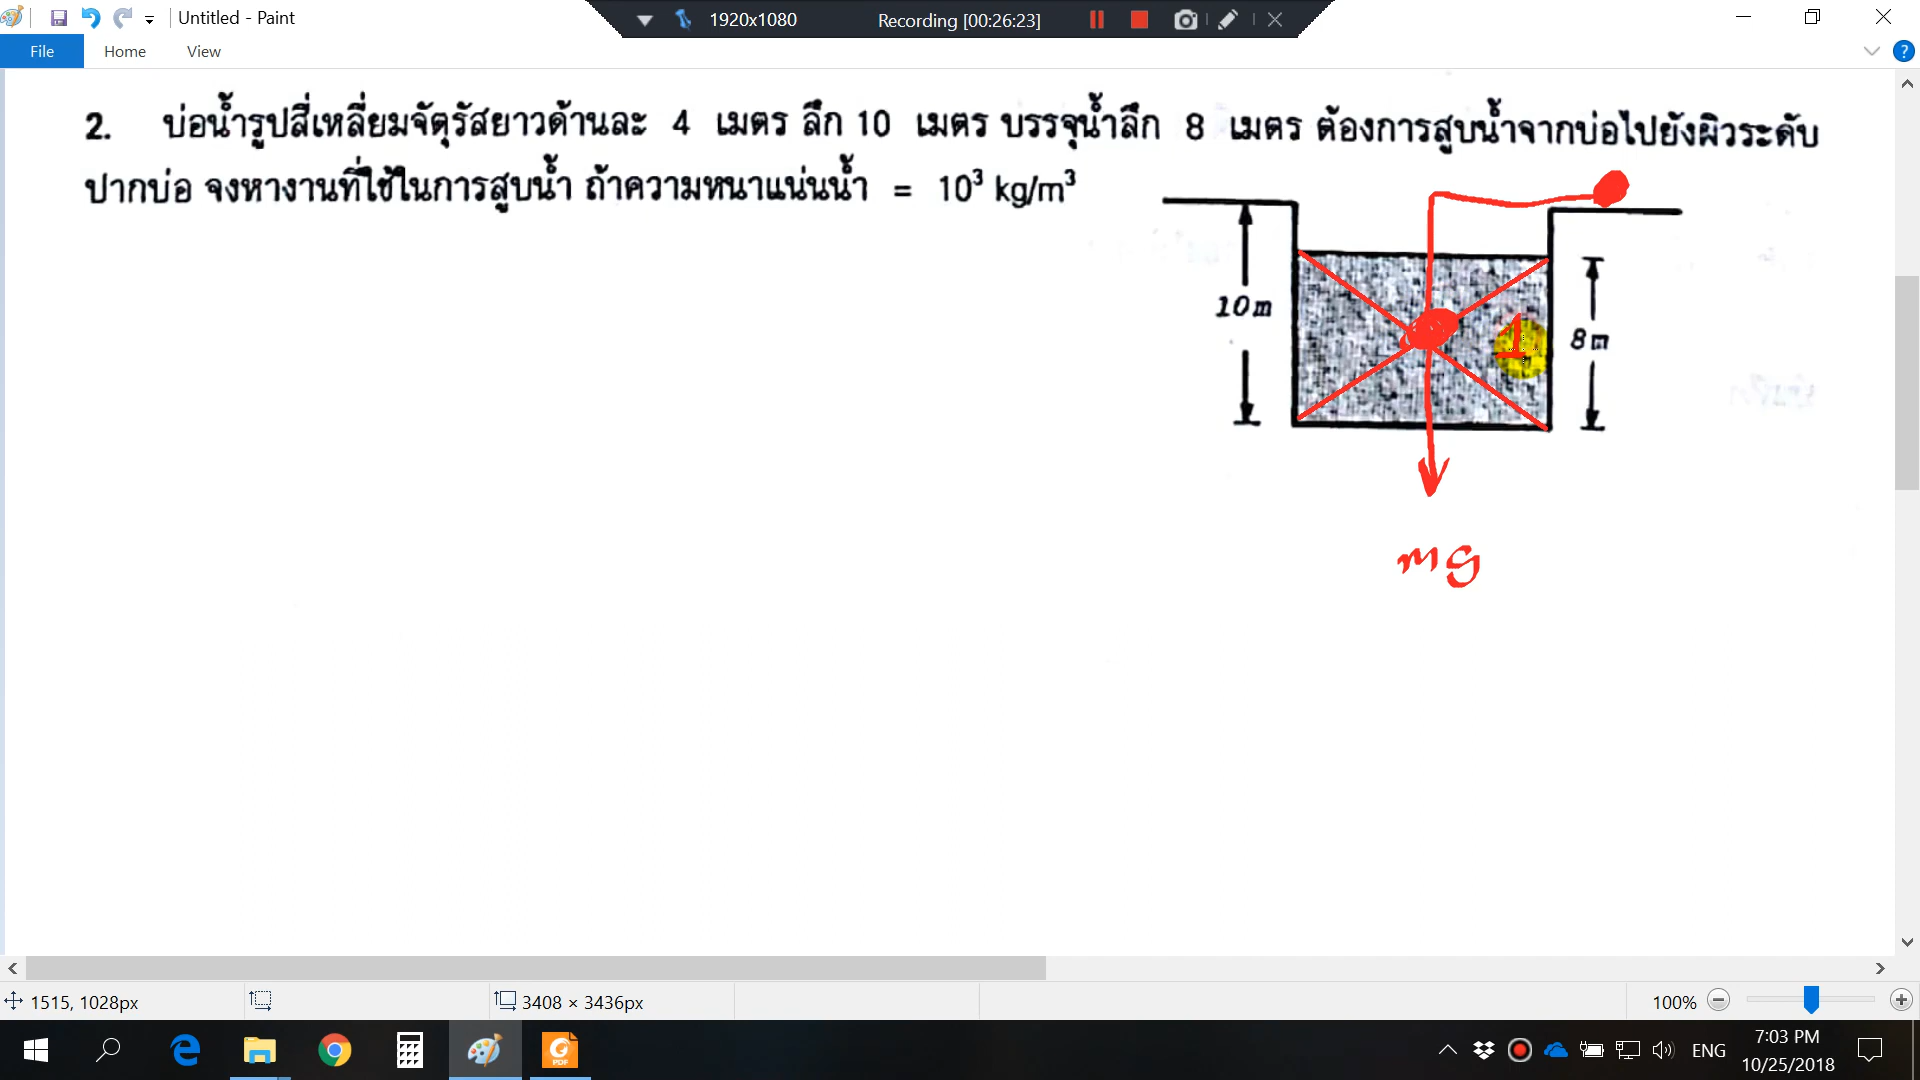 Untitled - Paint
1920x1080
Recording [00:26:23]
File
Home
View
2. บ่อน้ำรูปสี่เหลี่ยมจัตุรัสยาวด้านละ 4 เมตร ลึก 10 เมตร บรรจุน้ำลึก 8 เมตร ต้องการสูบน้ำจากบ่อไปยังผิวระดับ
ปากบ่อ จงหางานที่ใช้ในการสูบน้ำ ถ้าความหนาแน่นน้ำ = 10³ kg/m³
10m
1
8m
mg
1515, 1028px
3408 × 3436px
100%
ENG
7:03 PM
10/25/2018
PDF